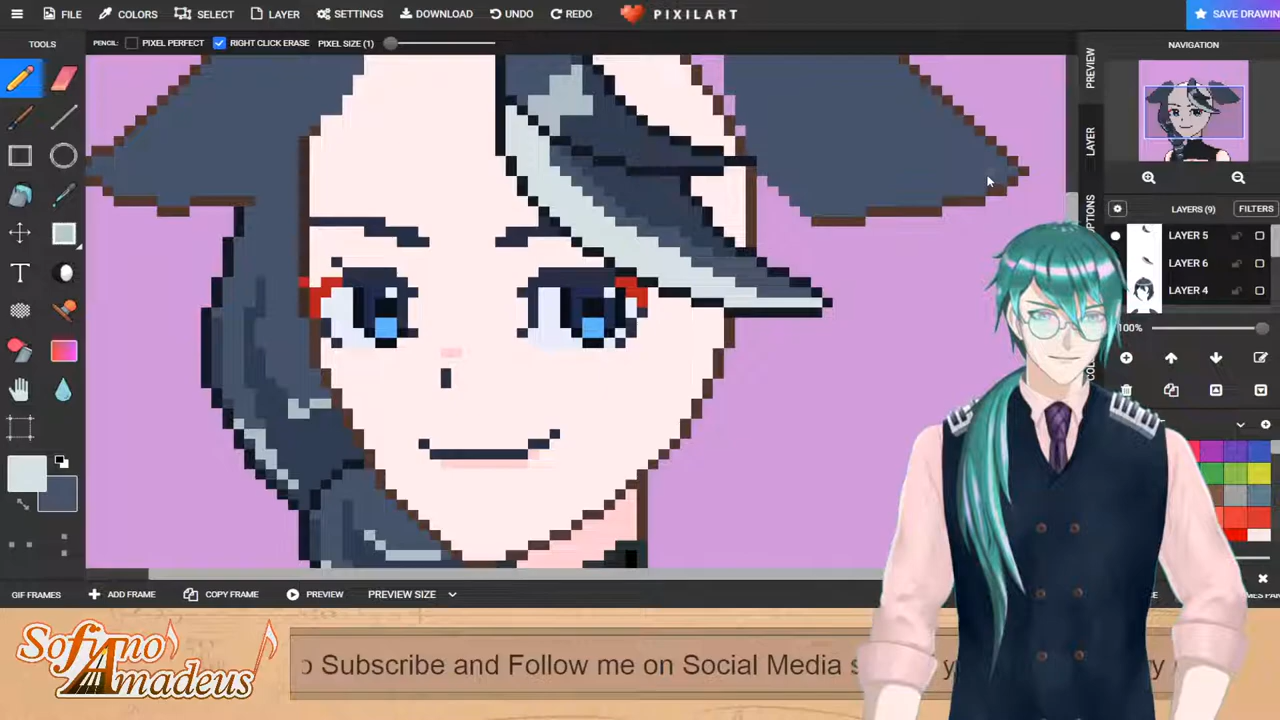 FILE COLORS SELECT LAYER SETTINGS DOWNLOAD UNDO REDO PIXILART SAVE DRAWIN
TOOLS PENCIL: PIXEL PERFECT RIGHT CLICK ERASE PIXEL SIZE (1) NAVIGATION
PREVIEW
LAYER
OPTIONS
LAYERS (9) FILTERS
LAYER 5
LAYER 6
LAYER 4
100%
GIF FRAMES ADD FRAME COPY FRAME PREVIEW PREVIEW SIZE
Sofiano
Amadeus
Subscribe and Follow me on Social Media